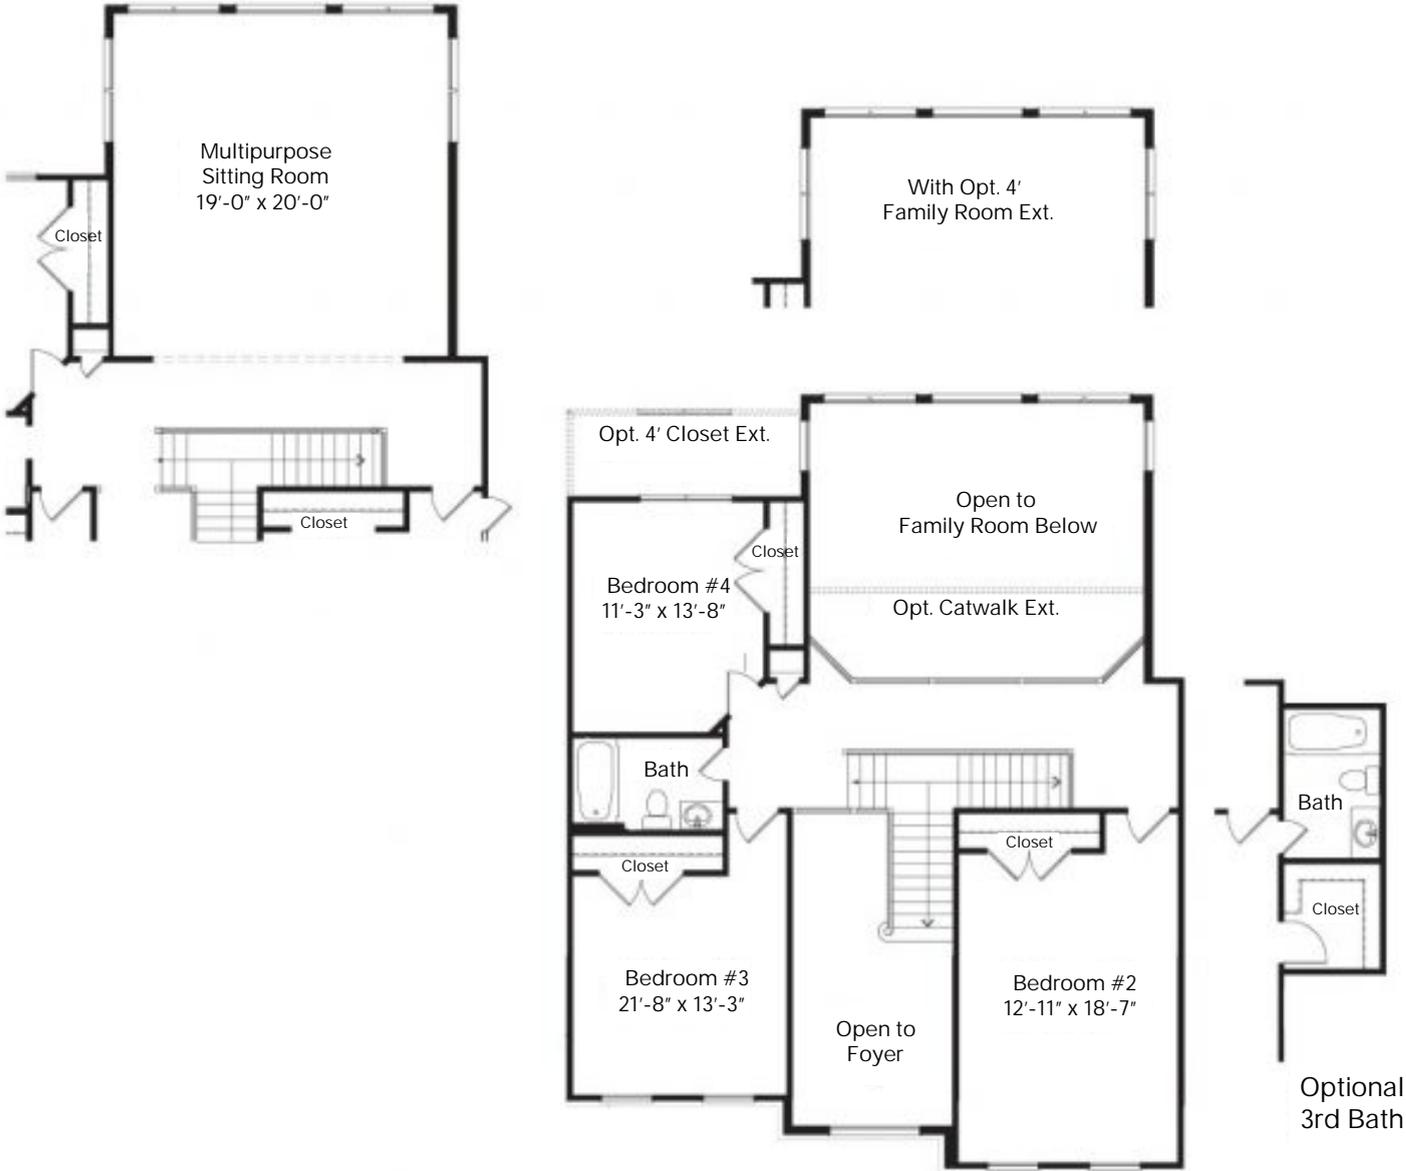 Multipurpose
Sitting Room
19'-0" x 20'-0"
Closet
Closet
With Opt. 4'
Family Room Ext.
Opt. 4' Closet Ext.
Open to
Family Room Below
Closet
Bedroom #4
11'-3" x 13'-8"
Opt. Catwalk Ext.
Bath
Closet
Closet
Bedroom #3
21'-8" x 13'-3"
Open to
Foyer
Bedroom #2
12'-11" x 18'-7"
Bath
Closet
Optional
3rd Bath